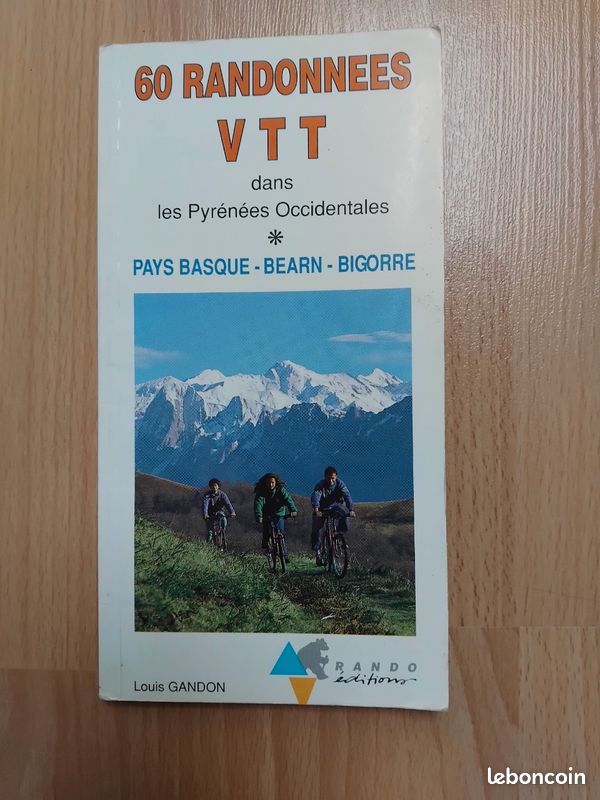 60 RANDONNEES
VTT
dans
les Pyrénées Occidentales
*
PAYS BASQUE - BEARN - BIGORRE
RANDO
éditions
Louis GANDON
leboncoin